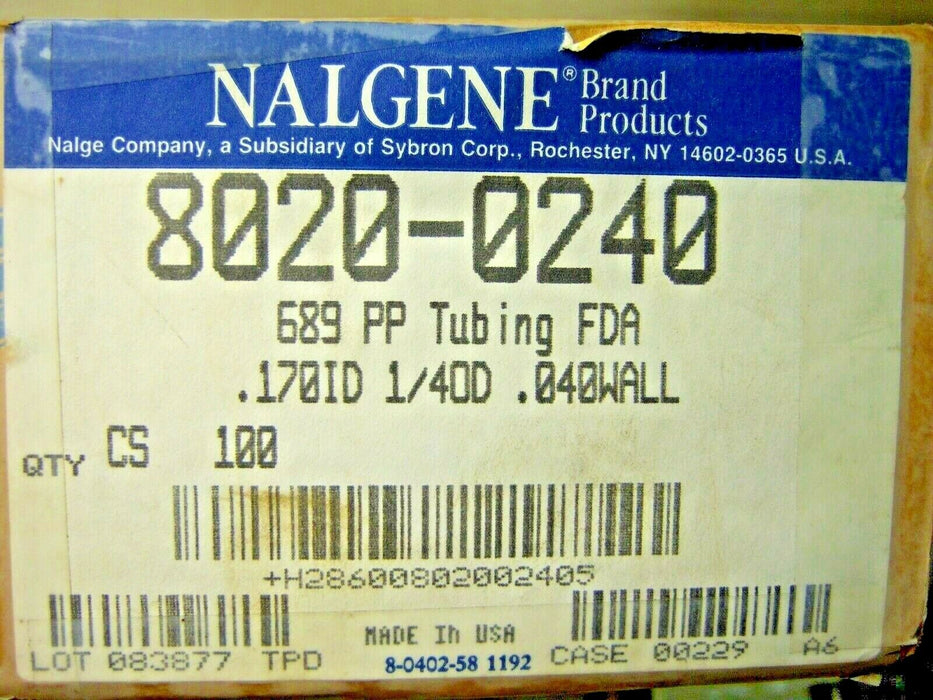 NALGENE® Brand Products
Nalge Company, a Subsidiary of Sybron Corp., Rochester, NY 14602-0365 U.S.A.
8020-0240
689 PP Tubing FDA
.170ID 1/4OD .040WALL
QTY CS 100
+H28600802002405
MADE In USA
LOT 083877 TPD 8-0402-58 1192 CASE 00229 A6